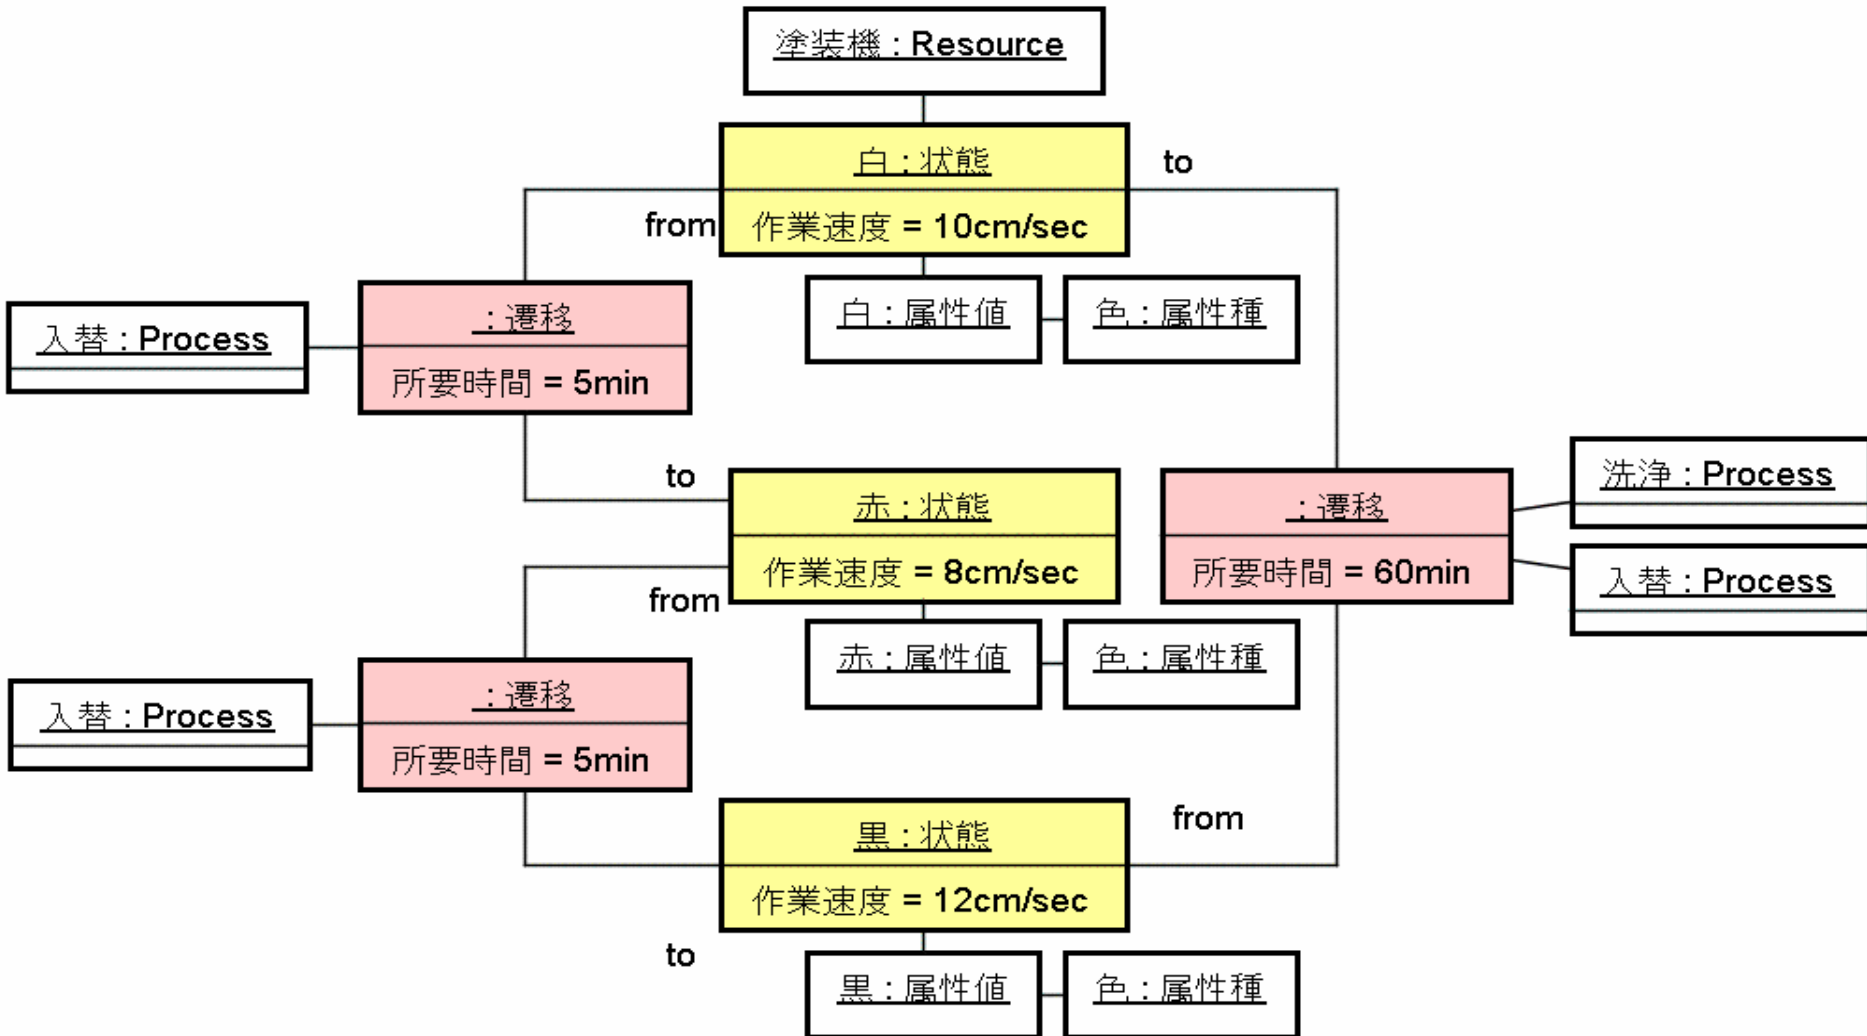 塗装機 : Resource
白 : 状態
to
from
作業速度 = 10cm/sec
: 遷移
白 : 属性値
色 : 属性種
入替 : Process
所要時間 = 5min
to
赤 : 状態
: 遷移
洗浄 : Process
from
作業速度 = 8cm/sec
所要時間 = 60min
入替 : Process
: 遷移
赤 : 属性値
色 : 属性種
入替 : Process
所要時間 = 5min
黒 : 状態
from
作業速度 = 12cm/sec
to
黒 : 属性値
色 : 属性種